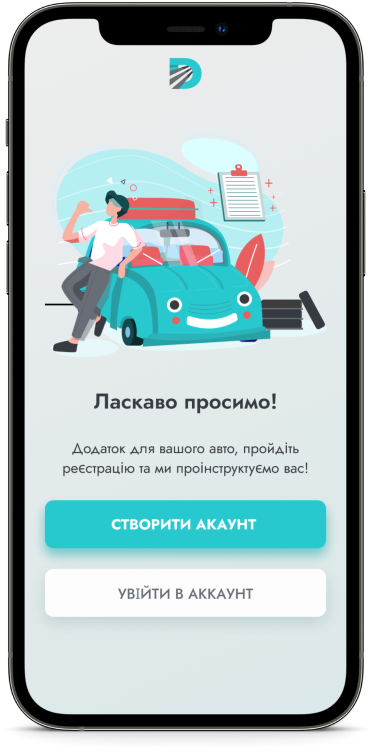 Ласкаво просимо!
Додаток для вашого авто, пройдіть
реєстрацію та ми проінструктуємо вас!
СТВОРИТИ АКАУНТ
УВІЙТИ В АККАУНТ